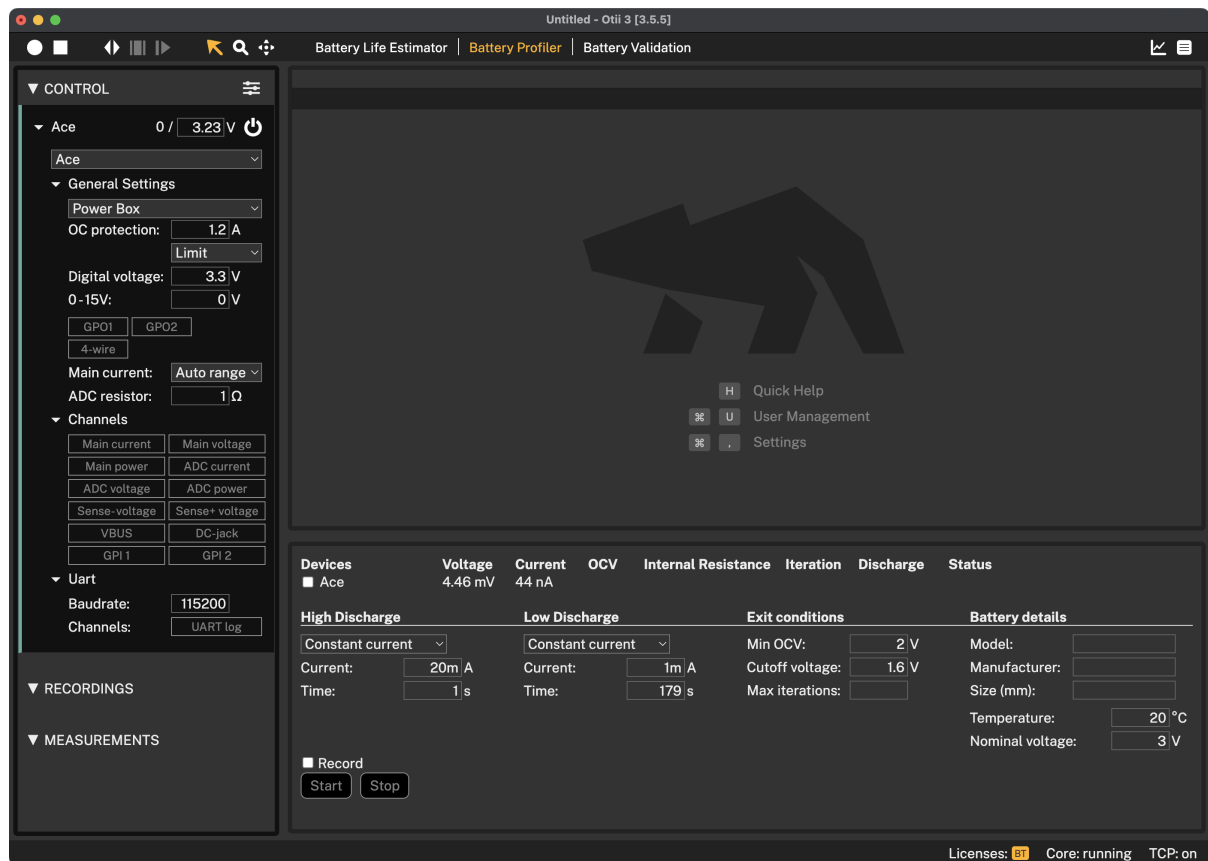 Untitled - Otii 3 [3.5.5]
Battery Life Estimator | Battery Profiler | Battery Validation
CONTROL
Ace 0 / 3.23 V
Ace
General Settings
Power Box
OC protection: 1.2 A
Limit
Digital voltage: 3.3 V
0-15V: 0 V
GPO1 GPO2
4-wire
Main current: Auto range
ADC resistor: 1 Ω
Channels
Main current Main voltage
Main power ADC current
ADC voltage ADC power
Sense-voltage Sense+ voltage
VBUS DC-jack
GPI 1 GPI 2
Uart
Baudrate: 115200
Channels: UART log
RECORDINGS
MEASUREMENTS
H Quick Help
⌘ U User Management
⌘ , Settings
Devices Voltage Current OCV Internal Resistance Iteration Discharge Status
Ace 4.46 mV 44 nA
High Discharge Low Discharge Exit conditions Battery details
Constant current Constant current Min OCV: 2 V Model:
Current: 20m A Current: 1m A Cutoff voltage: 1.6 V Manufacturer:
Time: 1 s Time: 179 s Max iterations: Size (mm):
Temperature: 20 °C
Nominal voltage: 3 V
Record
Start Stop
Licenses: BT Core: running TCP: on